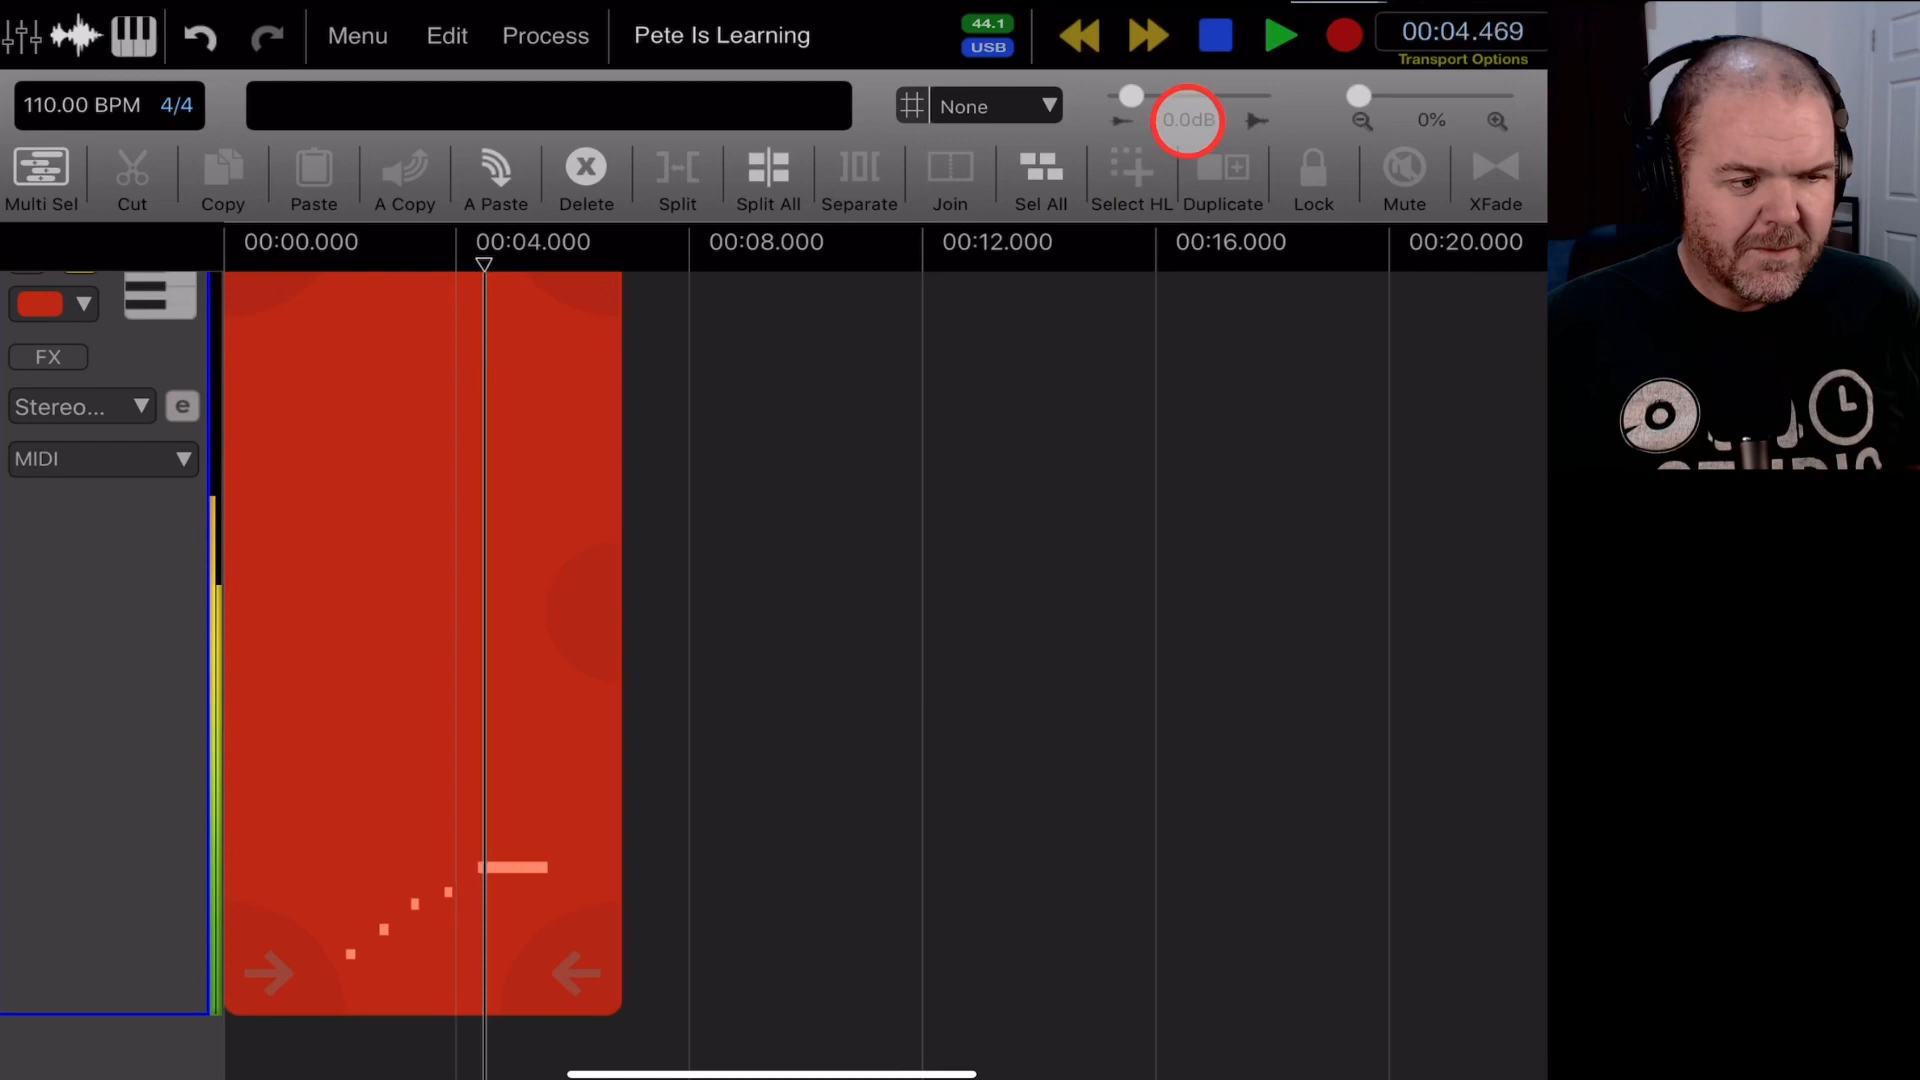 Menu
Edit
Process
Pete Is Learning
44.1
USB
00:04.469
Transport Options
110.00 BPM 4/4
None
0.0dB
0%
Multi Sel
Cut
Copy
Paste
A Copy
A Paste
Delete
Split
Split All
Separate
Join
Sel All
Select HL
Duplicate
Lock
Mute
XFade
00:00.000
00:04.000
00:08.000
00:12.000
00:16.000
00:20.000
FX
Stereo...
e
MIDI